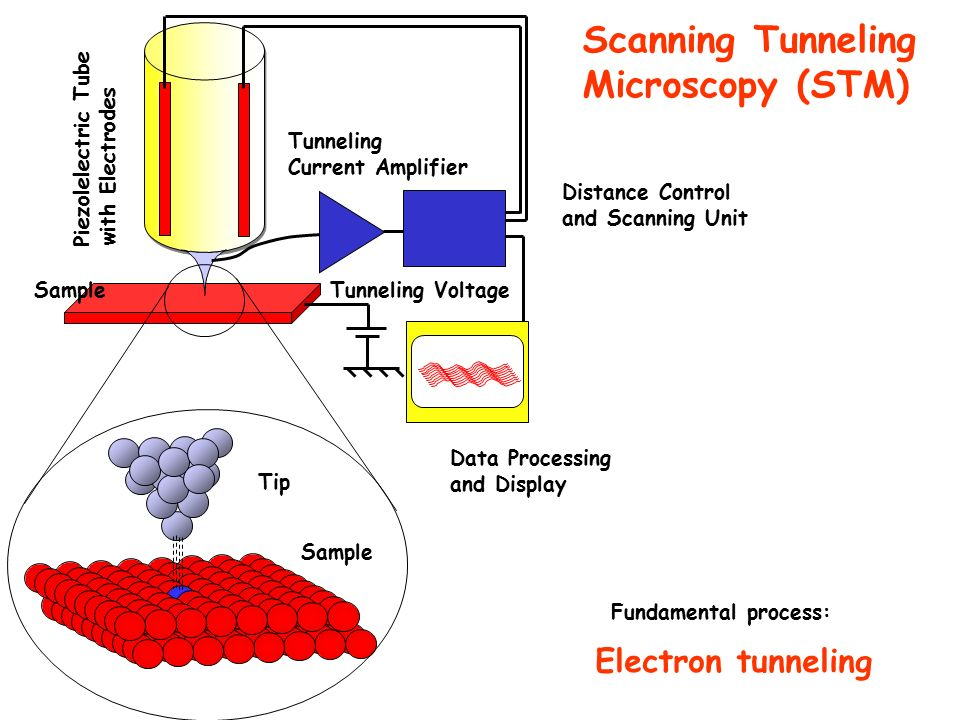 Scanning Tunneling
Microscopy (STM)
Piezolelectric Tube
with Electrodes
Tunneling
Current Amplifier
Distance Control
and Scanning Unit
Sample
Tunneling Voltage
Data Processing
and Display
Tip
Sample
Fundamental process:
Electron tunneling